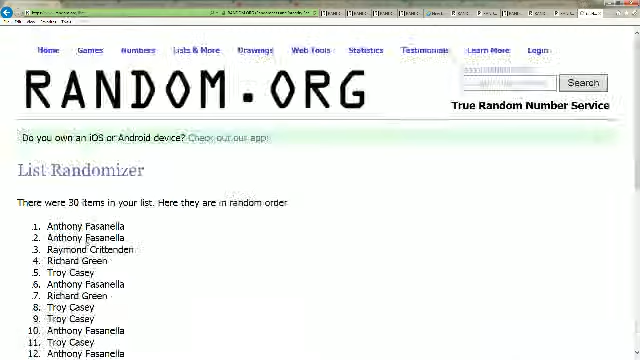 Home Games Numbers Lists & More Drawings Web Tools Statistics Testimonials Learn More Login
RANDOM.ORG
Search
True Random Number Service
Do you own an iOS or Android device? Check out our app!
List Randomizer
There were 30 items in your list. Here they are in random order
1. Anthony Fasanella
2. Anthony Fasanella
3. Raymond Crittenden
4. Richard Green
5. Troy Casey
6. Anthony Fasanella
7. Richard Green
8. Troy Casey
9. Troy Casey
10. Anthony Fasanella
11. Troy Casey
12. Anthony Fasanella